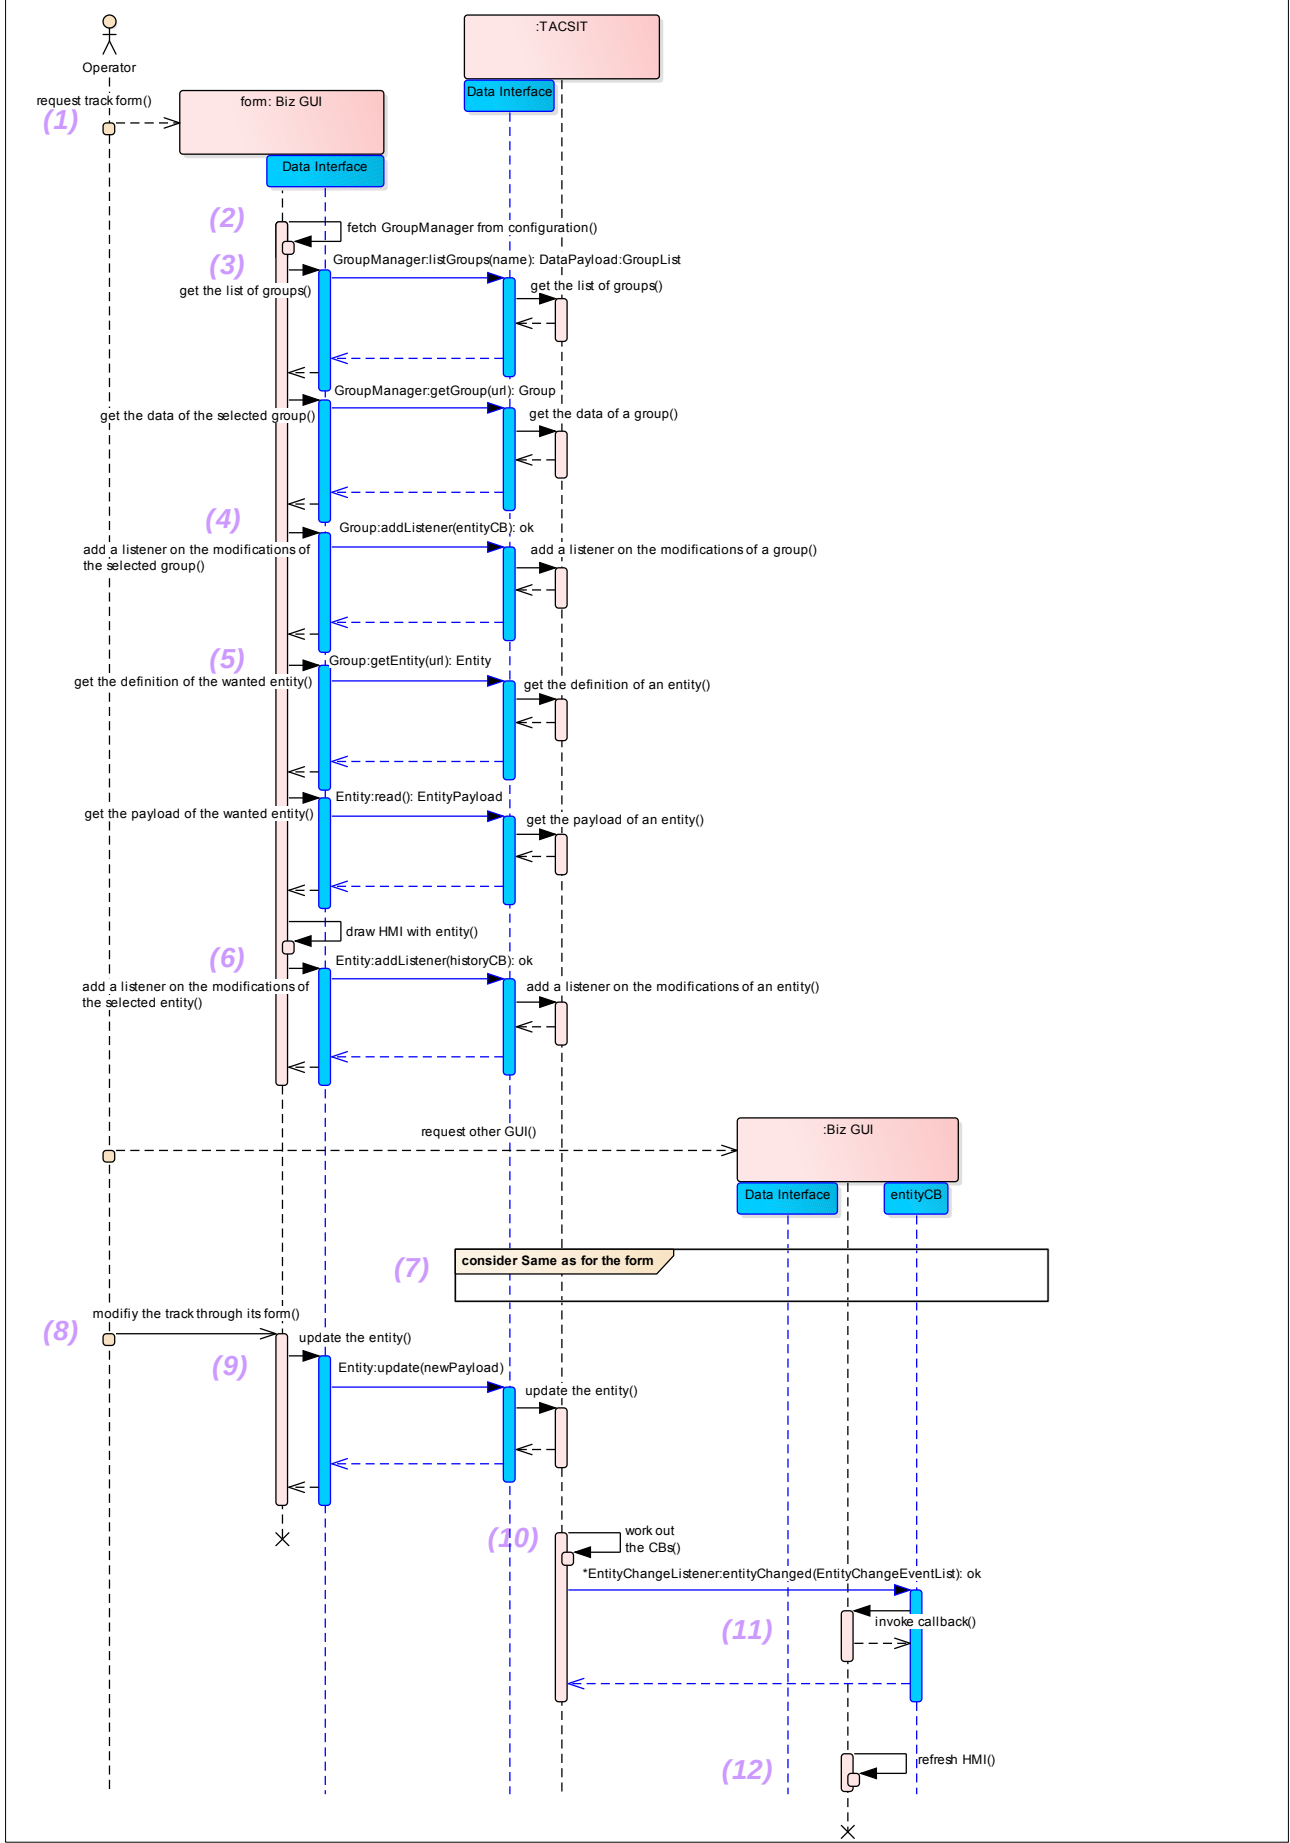 :TACSIT
Operator
Data Interface
request track form()
form: Biz GUI
(1)
Data Interface
(2)
fetch GroupManager from configuration()
(3)
GroupManager:listGroups(name): DataPayload:GroupList
get the list of groups()
get the list of groups()
GroupManager:getGroup(url): Group
get the data of the selected group()
get the data of a group()
(4)
Group:addListener(entityCB): ok
add a listener on the modifications of
the selected group()
add a listener on the modifications of a group()
(5)
Group:getEntity(url): Entity
get the definition of the wanted entity()
get the definition of an entity()
Entity:read(): EntityPayload
get the payload of the wanted entity()
get the payload of an entity()
draw HMI with entity()
(6)
Entity:addListener(historyCB): ok
add a listener on the modifications of
the selected entity()
add a listener on the modifications of an entity()
request other GUI()
:Biz GUI
Data Interface
entityCB
(7)
consider Same as for the form
modifiy the track through its form()
(8)
update the entity()
(9)
Entity:update(newPayload)
update the entity()
(10)
work out
the CBs()
*EntityChangeListener:entityChanged(EntityChangeEventList): ok
(11)
invoke callback()
(12)
refresh HMI()